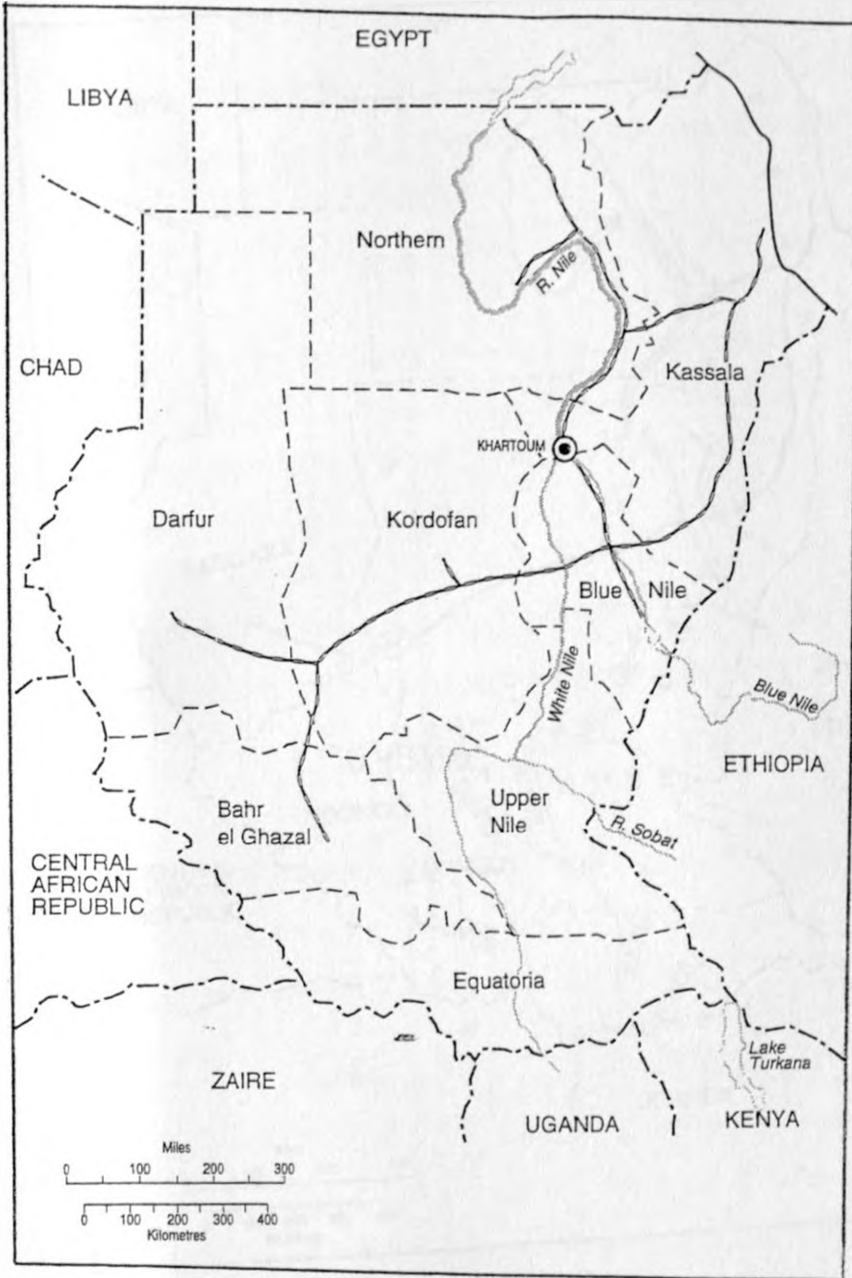 EGYPT
LIBYA
Northern
R. Nile
CHAD
Kassala
KHARTOUM
Darfur
Kordofan
Blue Nile
White Nile
Blue Nile
ETHIOPIA
Bahr
el Ghazal
Upper
Nile
R. Sobat
CENTRAL
AFRICAN
REPUBLIC
Equatoria
Lake
Turkana
ZAIRE
UGANDA
KENYA
Miles
0 100 200 300
0 100 200 300 400
Kilometres